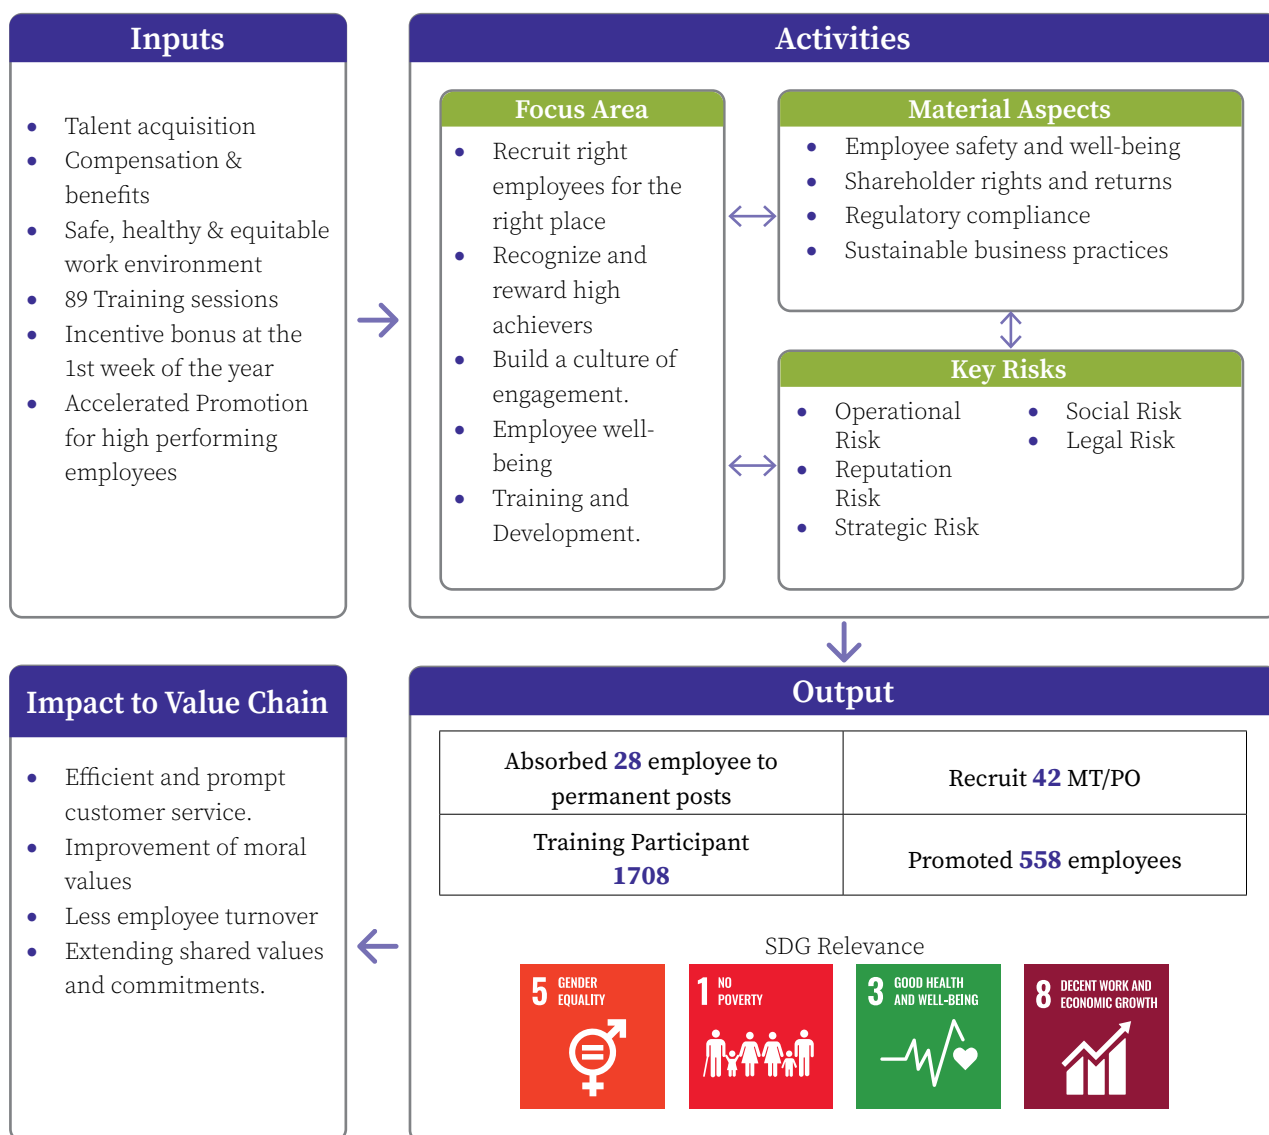 Inputs
Talent acquisition
Compensation &
benefits
Safe, healthy & equitable
work environment
89 Training sessions
Incentive bonus at the
1st week of the year
Accelerated Promotion
for high performing
employees
Activities
Focus Area
Recruit right
employees for the
right place
Recognize and
reward high
achievers
Build a culture of
engagement.
Employee well-
being
Training and
Development.
Material Aspects
Employee safety and well-being
Shareholder rights and returns
Regulatory compliance
Sustainable business practices
Key Risks
Operational
Risk
Reputation
Risk
Strategic Risk
Social Risk
Legal Risk
Output
Absorbed 28 employee to
permanent posts
Recruit 42 MT/PO
Training Participant
1708
Promoted 558 employees
SDG Relevance
5 GENDER
EQUALITY
1 NO
POVERTY
3 GOOD HEALTH
AND WELL-BEING
8 DECENT WORK AND
ECONOMIC GROWTH
Impact to Value Chain
Efficient and prompt
customer service.
Improvement of moral
values
Less employee turnover
Extending shared values
and commitments.